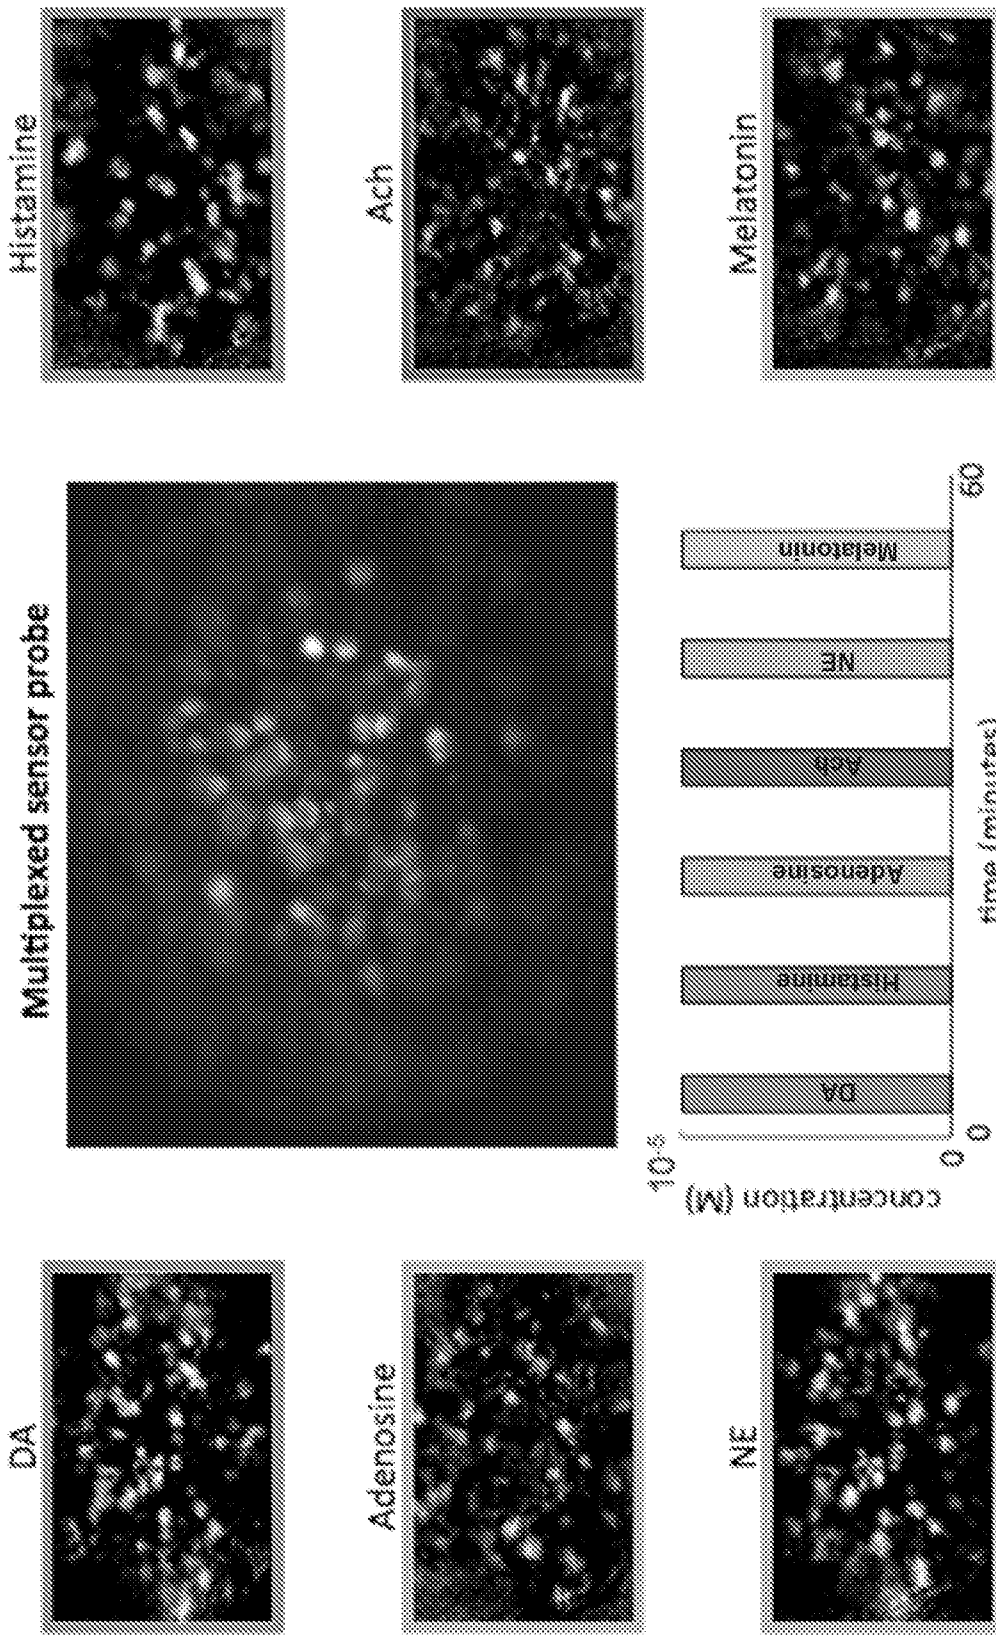 Multiplexed sensor probe
DA
Histamine
Adenosine
Ach
NE
Melatonin
10⁻⁵
concentration (M)
0
DA
Histamine
Adenosine
Ach
NE
Melatonin
0
60
time (minutes)